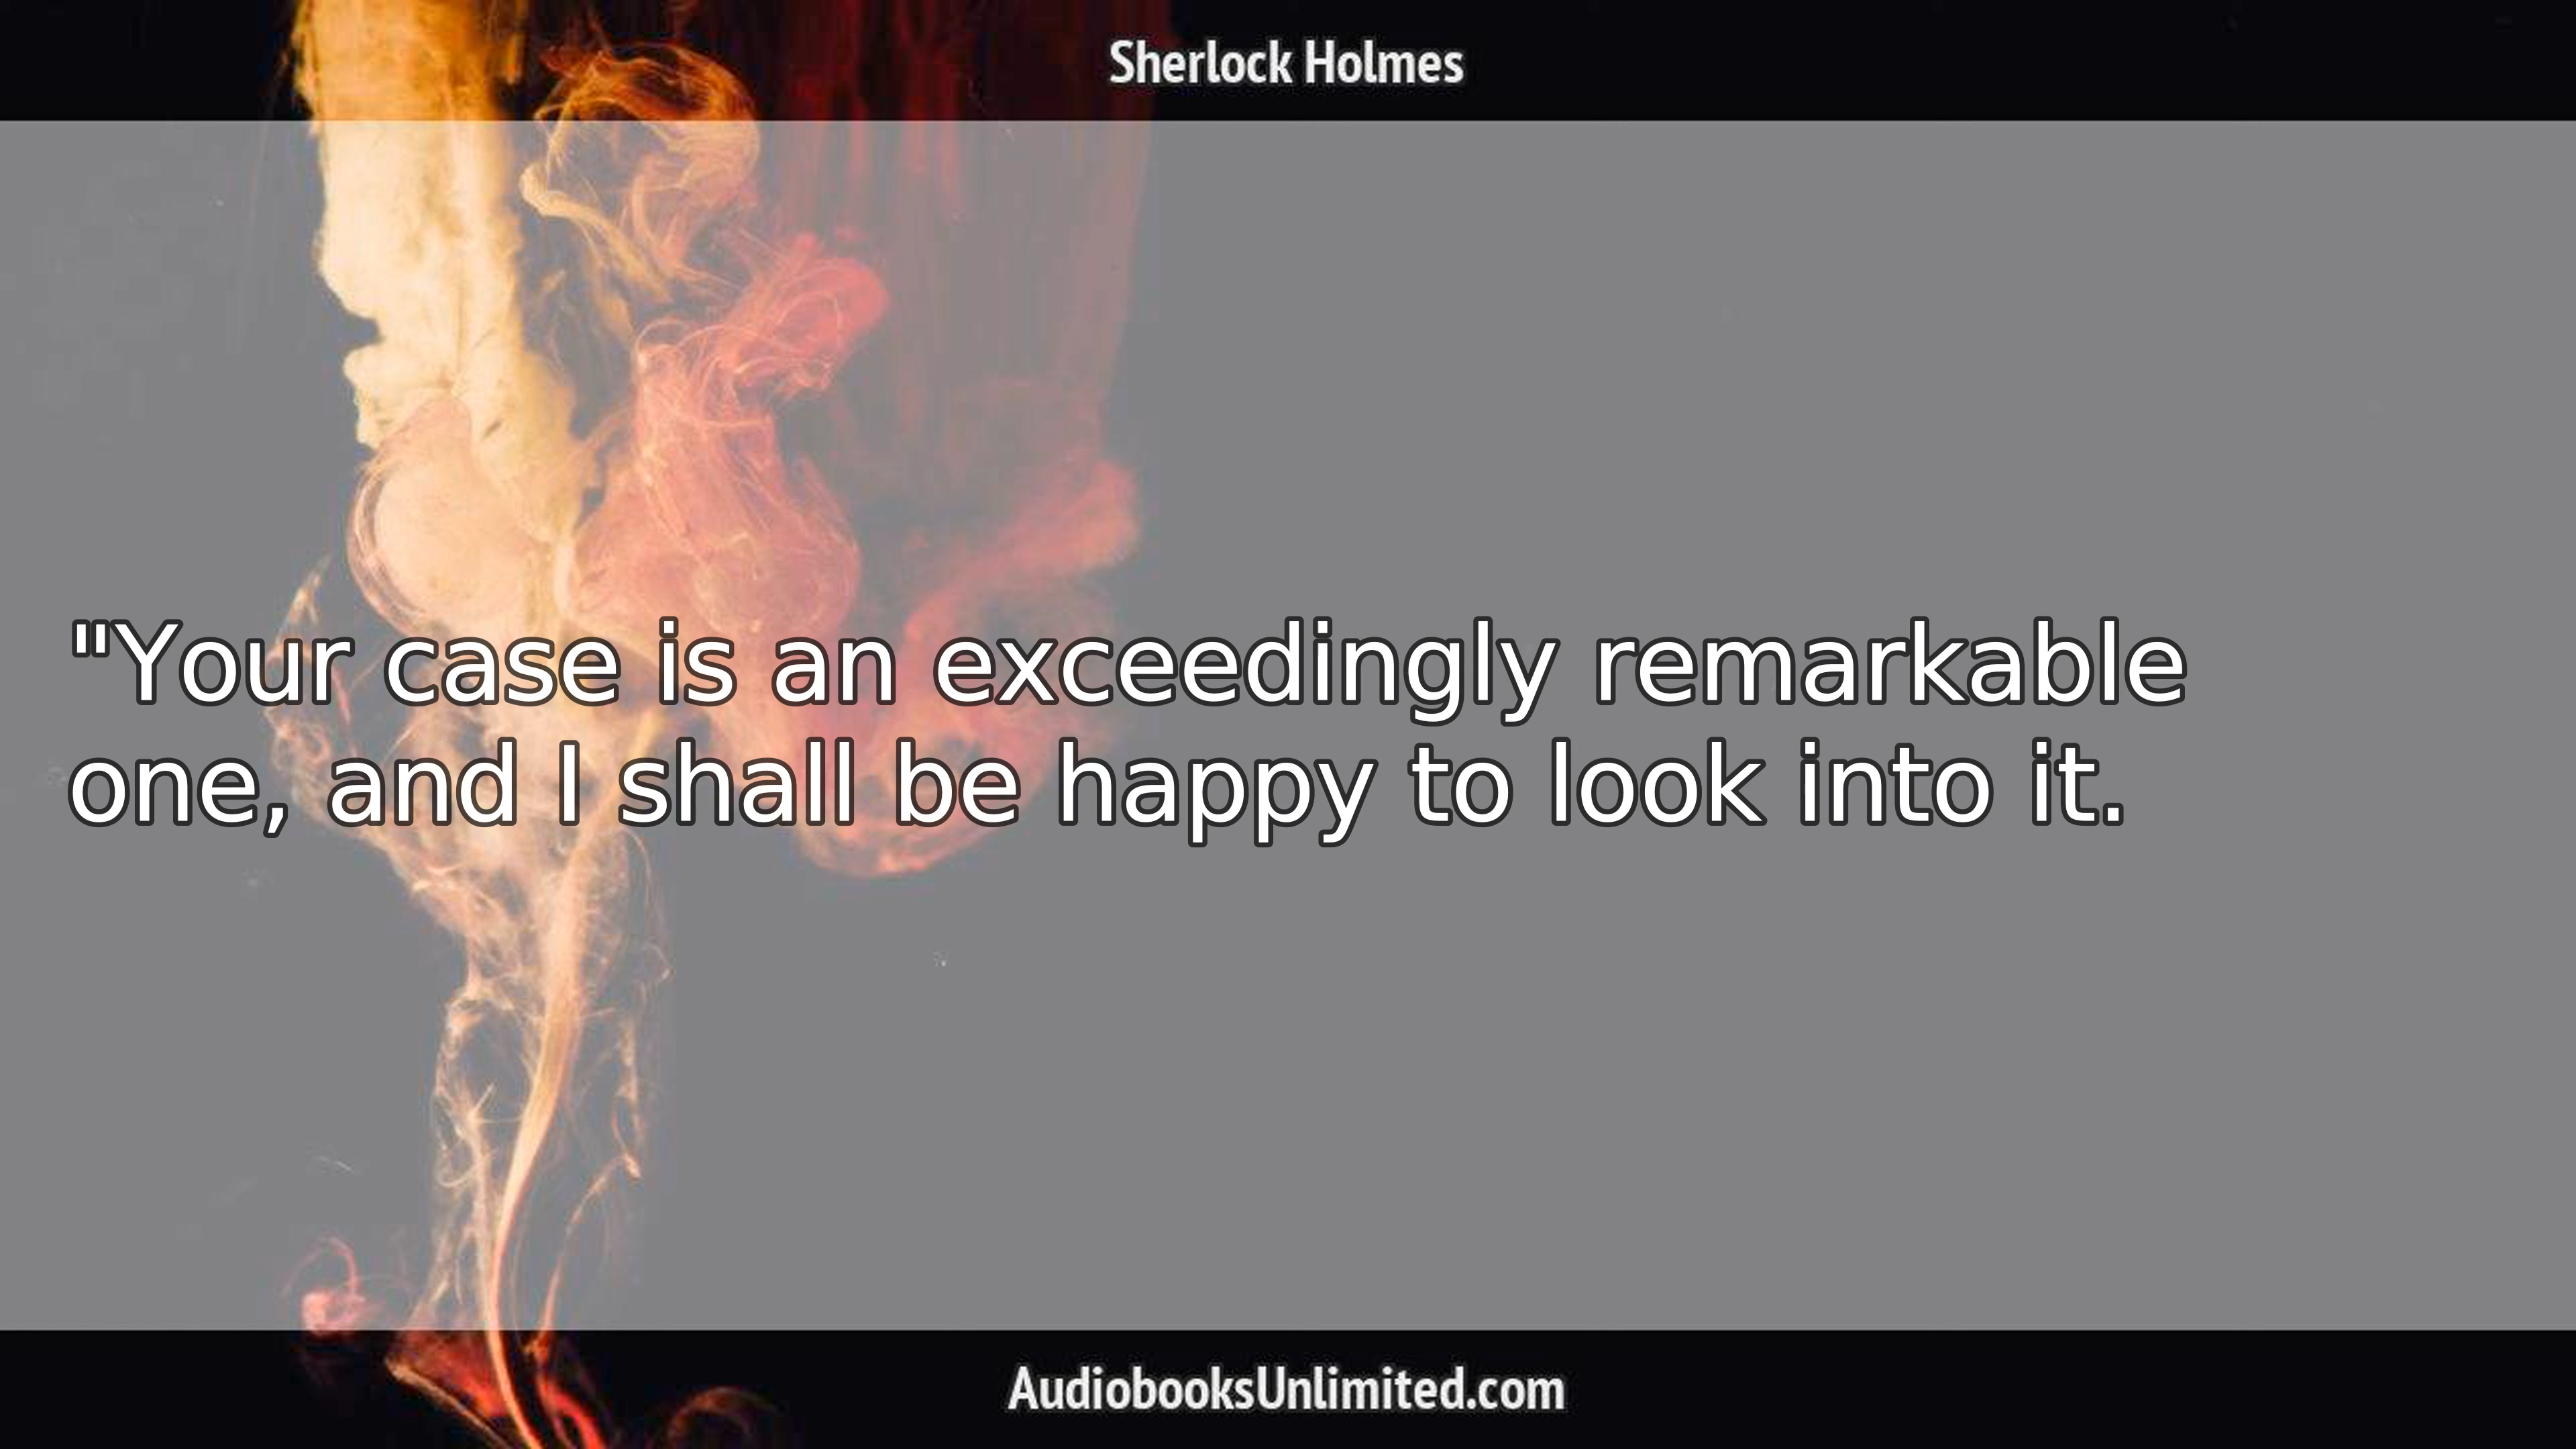 Sherlock Holmes
"Your case is an exceedingly remarkable
one, and I shall be happy to look into it.
AudiobooksUnlimited.com